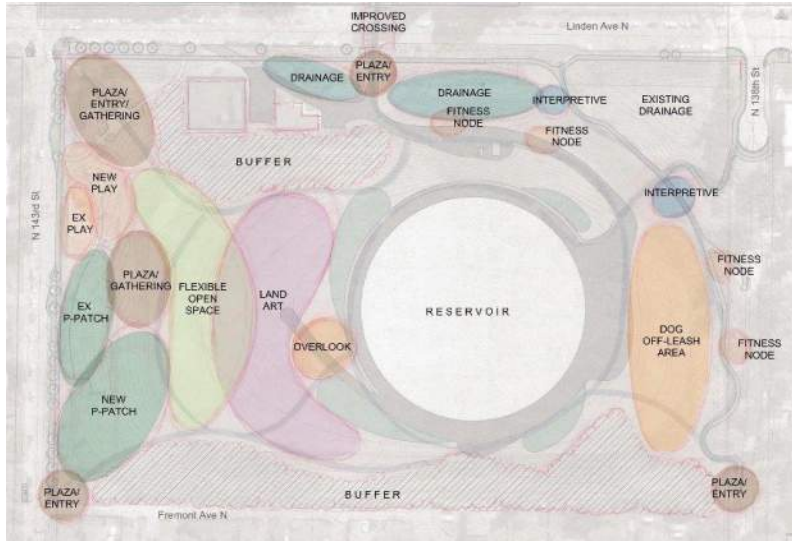 IMPROVED
CROSSING
Linden Ave N
PLAZA/
ENTRY
DRAINAGE
DRAINAGE
INTERPRETIVE
EXISTING
DRAINAGE
N 138th St
PLAZA/
ENTRY/
GATHERING
FITNESS
NODE
FITNESS
NODE
BUFFER
NEW
PLAY
INTERPRETIVE
N 143rd St
EX
PLAY
PLAZA/
GATHERING
FLEXIBLE
OPEN
SPACE
LAND
ART
RESERVOIR
FITNESS
NODE
EX
P-PATCH
OVERLOOK
DOG
OFF-LEASH
AREA
FITNESS
NODE
NEW
P-PATCH
PLAZA/
ENTRY
BUFFER
PLAZA/
ENTRY
Fremont Ave N